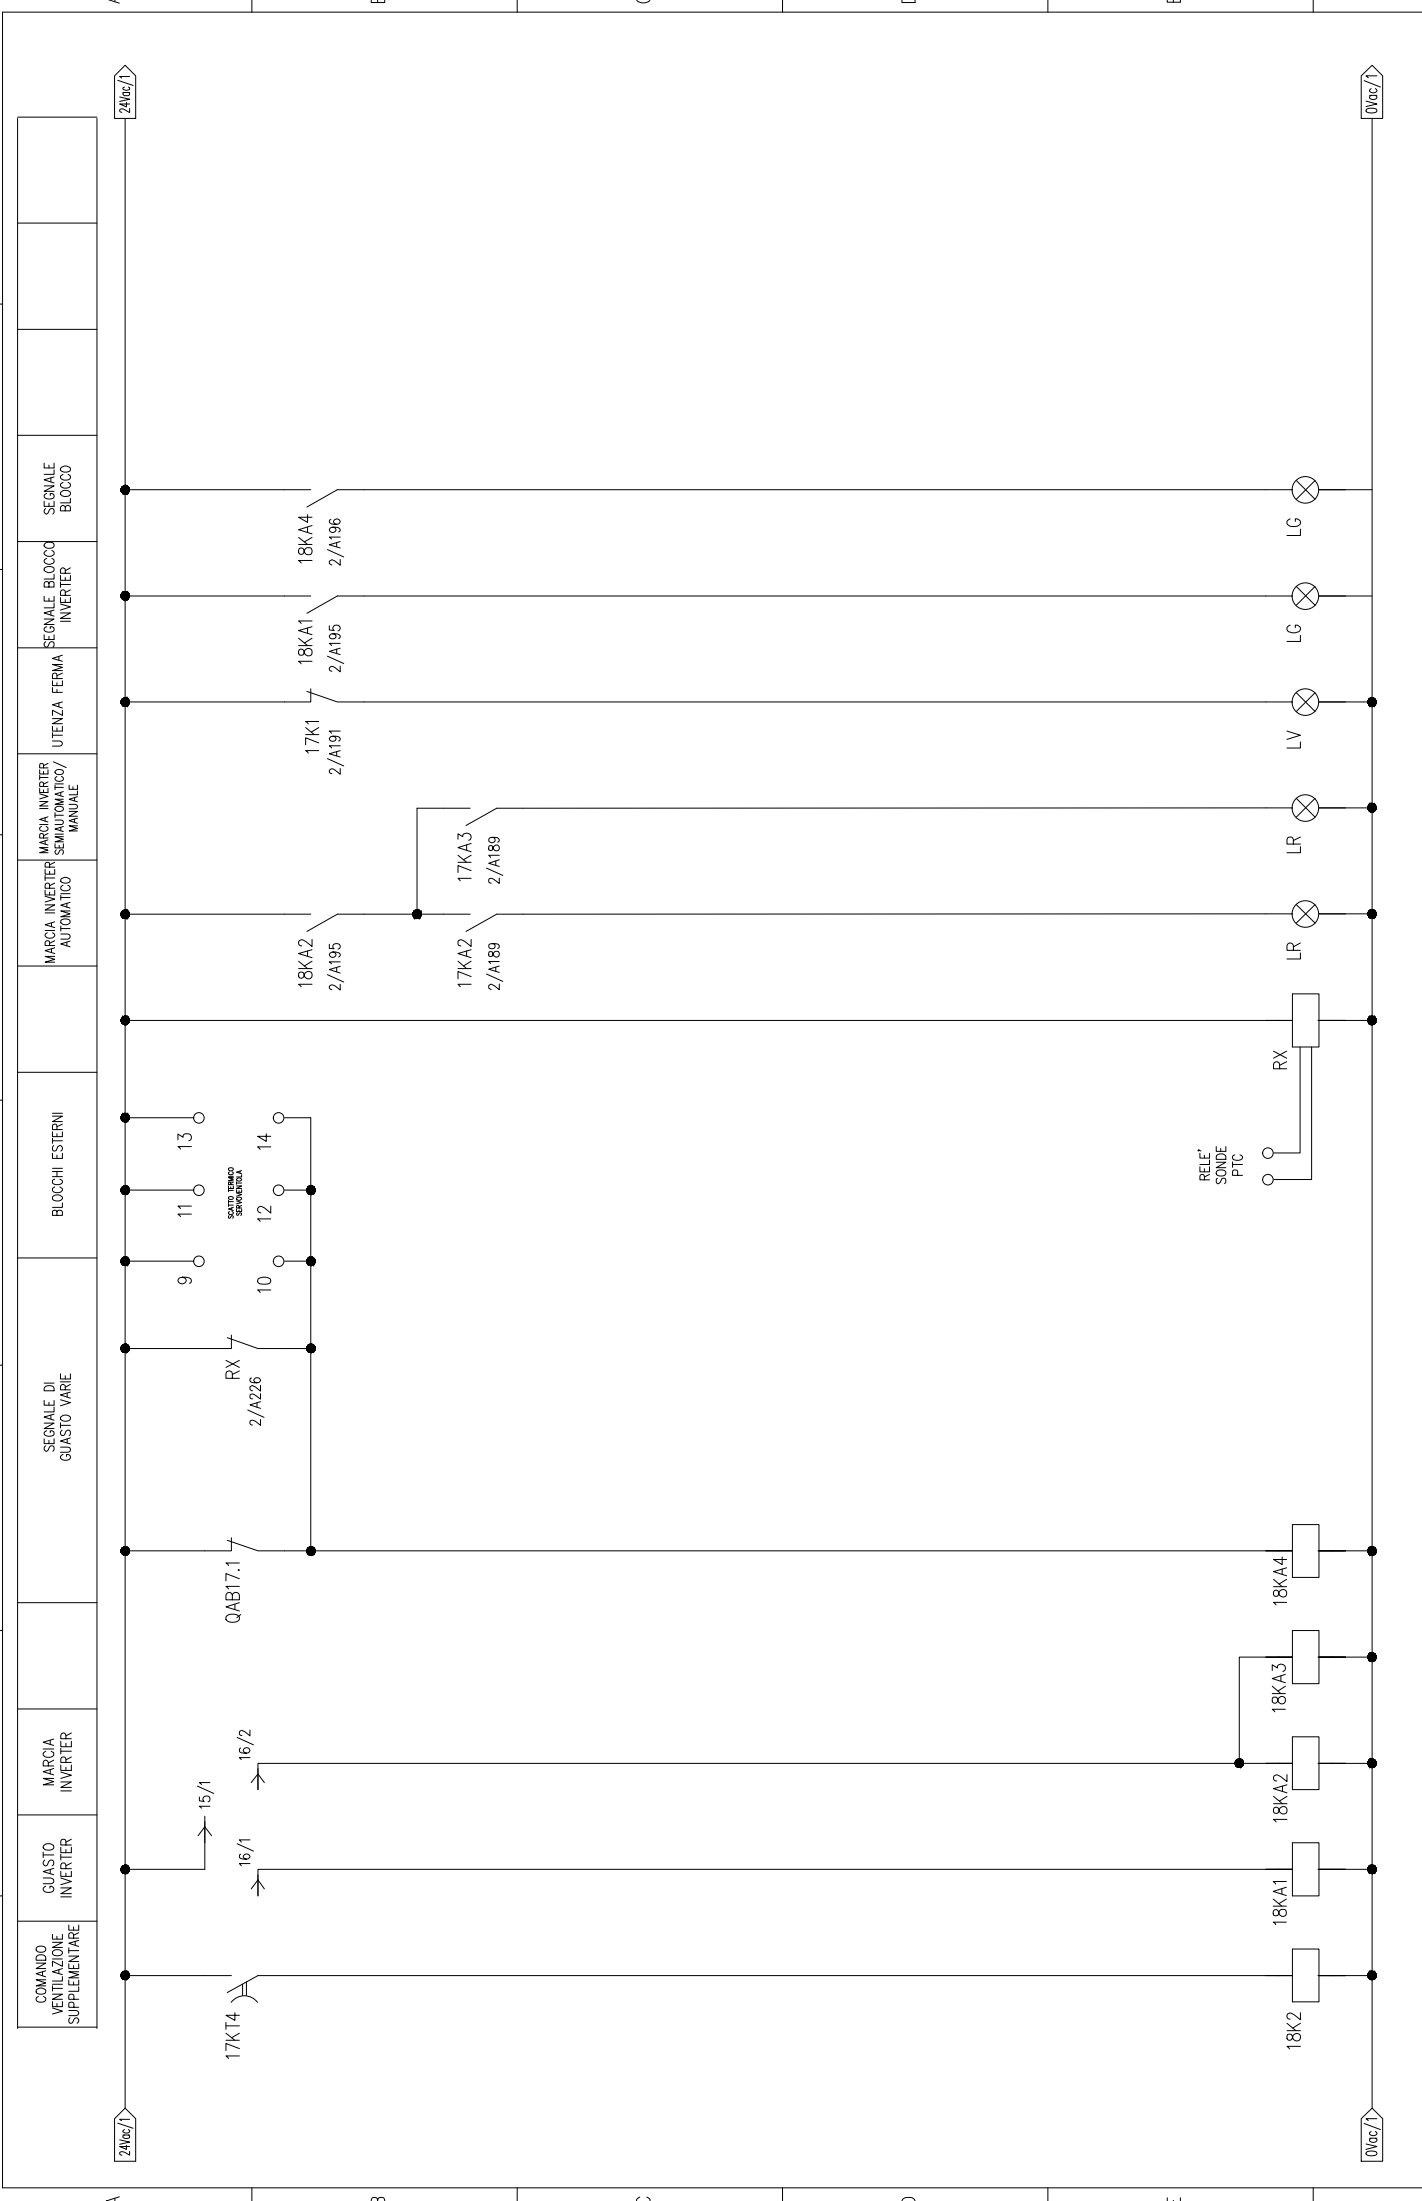 24Vac/1
24Vac/1
COMANDO
VENTILAZIONE
SUPPLEMENTARE
GUASTO
INVERTER
MARCIA
INVERTER
SEGNALE DI
GUASTO VARIE
BLOCCHI ESTERNI
MARCIA INVERTER
AUTOMATICO
MARCIA INVERTER
SEMIAUTOMATICO/
MANUALE
UTENZA FERMA
SEGNALE BLOCCO
INVERTER
SEGNALE
BLOCCO
17KT4
15/1
16/1
16/2
QAB17.1
RX
2/A226
9
10
11
12
SCATTO TERMICO
SERVOVENTOLA
13
14
18KA2
2/A195
17KA2
2/A189
17KA3
2/A189
17K1
2/A191
18KA1
2/A195
18KA4
2/A196
RELE'
SONDE
PTC
18K2
18KA1
18KA2
18KA3
18KA4
RX
LR
LR
LV
LG
LG
0Vac/1
0Vac/1